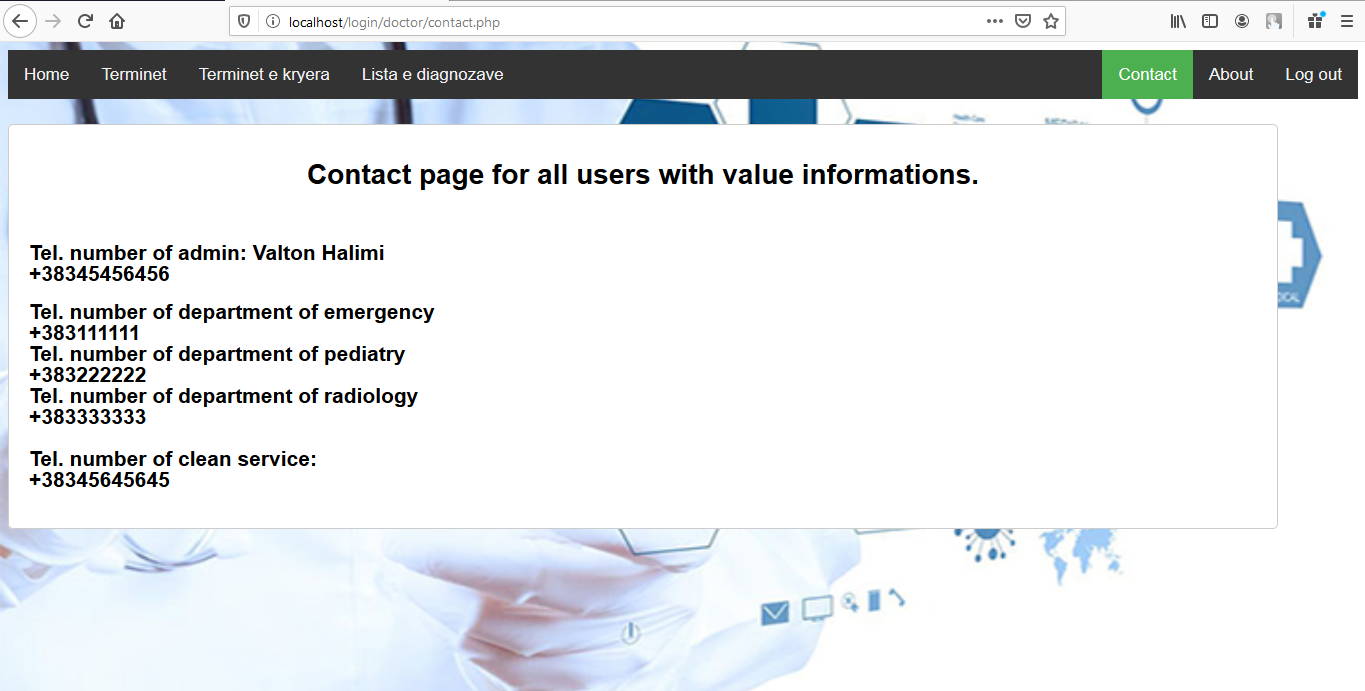 localhost/login/doctor/contact.php
Home Terminet Terminet e kryera Lista e diagnozave Contact About Log out
Contact page for all users with value informations.
Tel. number of admin: Valton Halimi
+38345456456
Tel. number of department of emergency
+383111111
Tel. number of department of pediatry
+383222222
Tel. number of department of radiology
+383333333
Tel. number of clean service:
+38345645645